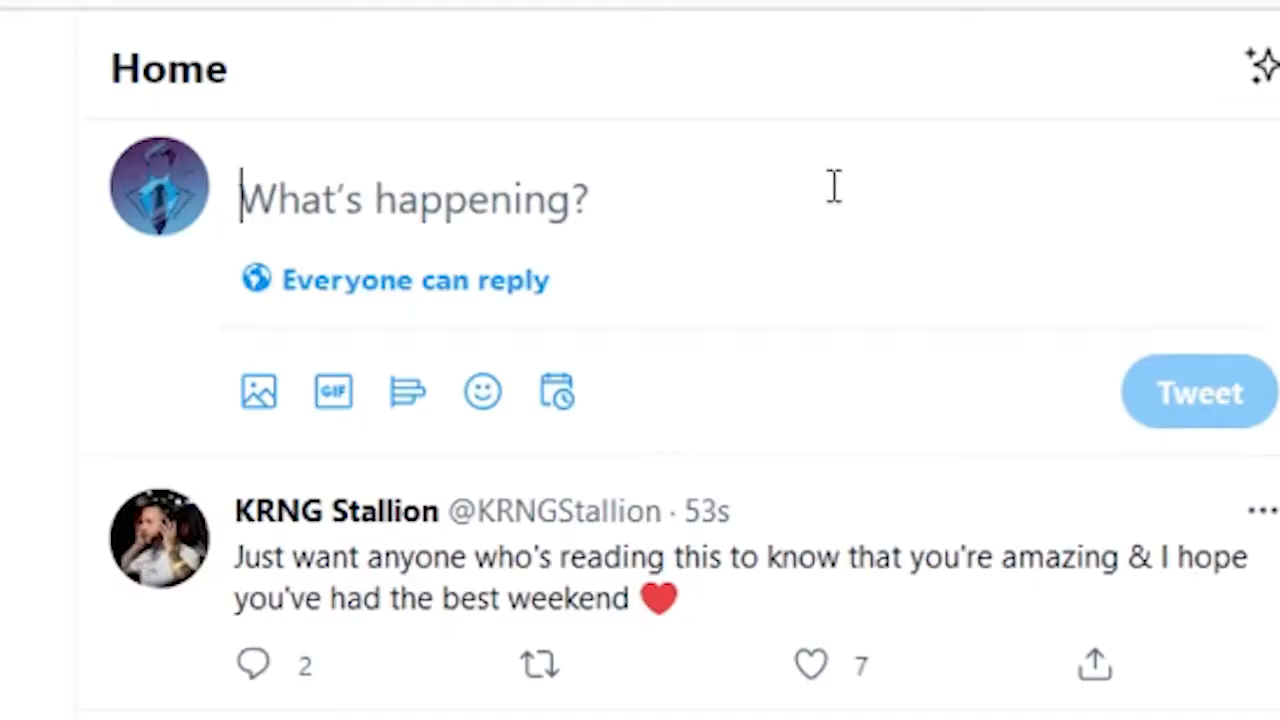 Home
What's happening?
Everyone can reply
GIF
Tweet
KRNG Stallion @KRNGStallion · 53s
Just want anyone who's reading this to know that you're amazing & I hope
you've had the best weekend ❤️
2 7